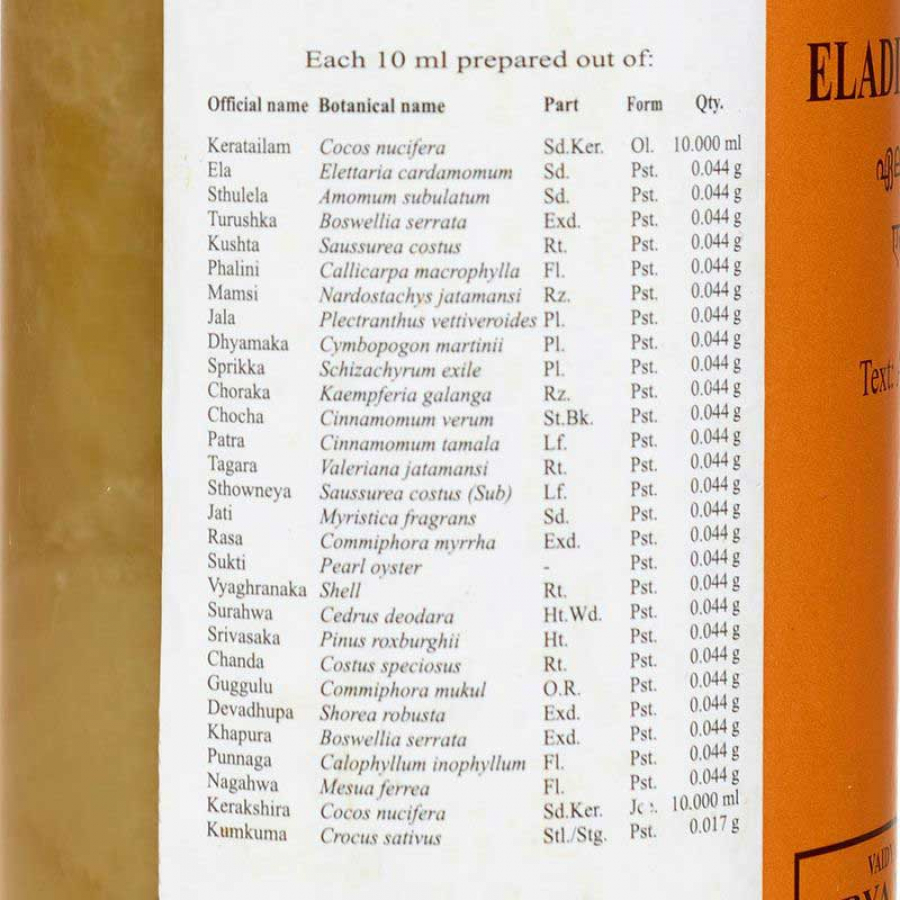 Each 10 ml prepared out of:
Official name Botanical name Part Form Qty.
Keratailam Cocos nucifera Sd.Ker. Ol. 10.000 ml
Ela Elettaria cardamomum Sd. Pst. 0.044 g
Sthulela Amomum subulatum Sd. Pst. 0.044 g
Turushka Boswellia serrata Exd. Pst. 0.044 g
Kushta Saussurea costus Rt. Pst. 0.044 g
Phalini Callicarpa macrophylla Fl. Pst. 0.044 g
Mamsi Nardostachys jatamansi Rz. Pst. 0.044 g
Jala Plectranthus vettiveroides Pl. Pst. 0.044 g
Dhyamaka Cymbopogon martinii Pl. Pst. 0.044 g
Sprikka Schizachyrum exile Pl. Pst. 0.044 g
Choraka Kaempferia galanga Rz. Pst. 0.044 g
Chocha Cinnamomum verum St.Bk. Pst. 0.044 g
Patra Cinnamomum tamala Lf. Pst. 0.044 g
Tagara Valeriana jatamansi Rt. Pst. 0.044 g
Sthowneya Saussurea costus (Sub) Lf. Pst. 0.044 g
Jati Myristica fragrans Sd. Pst. 0.044 g
Rasa Commiphora myrrha Exd. Pst. 0.044 g
Sukti Pearl oyster - Pst. 0.044 g
Vyaghranaka Shell Rt. Pst. 0.044 g
Surahwa Cedrus deodara Ht.Wd. Pst. 0.044 g
Srivasaka Pinus roxburghii Ht. Pst. 0.044 g
Chanda Costus speciosus Rt. Pst. 0.044 g
Guggulu Commiphora mukul O.R. Pst. 0.044 g
Devadhupa Shorea robusta Exd. Pst. 0.044 g
Khapura Boswellia serrata Exd. Pst. 0.044 g
Punnaga Calophyllum inophyllum Fl. Pst. 0.044 g
Nagahwa Mesua ferrea Fl. Pst. 0.044 g
Kerakshira Cocos nucifera Sd.Ker. 10.000 ml
Kumkuma Crocus sativus Stl./Stg. Pst. 0.017 g
ELADI
Text:
VAID